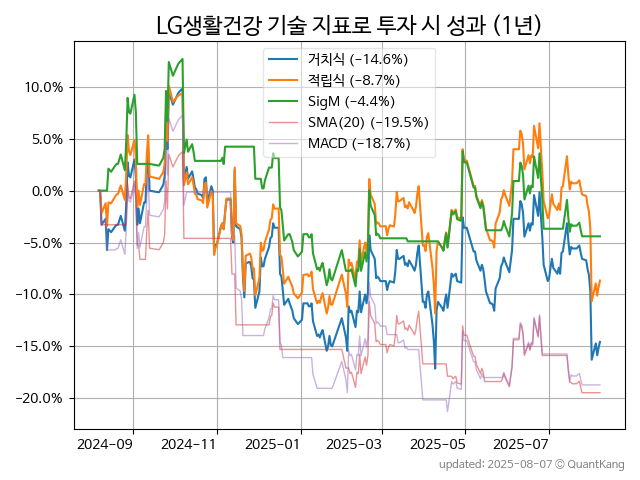 LG생활건강 기술 지표로 투자 시 성과 (1년)
거치식 (−14.6%)
적립식 (−8.7%)
SigM (−4.4%)
SMA(20) (−19.5%)
MACD (−18.7%)
10.0%
5.0%
0.0%
−5.0%
−10.0%
−15.0%
−20.0%
2024-09 2024-11 2025-01 2025-03 2025-05 2025-07
updated: 2025-08-07 © QuantKang